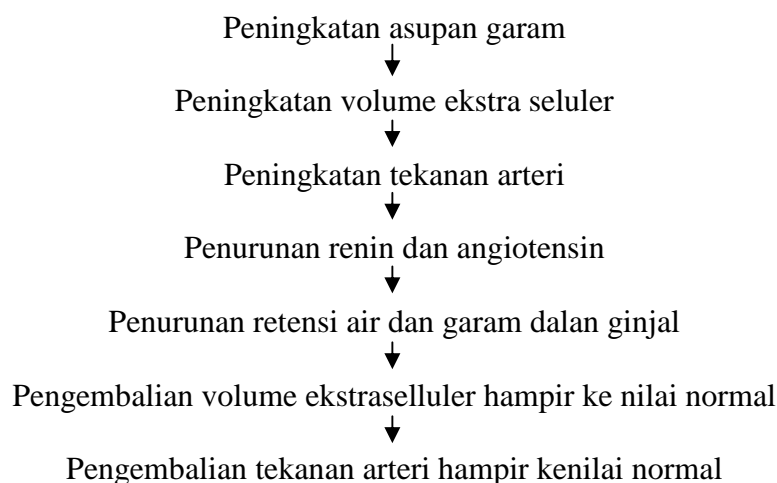 Peningkatan asupan garam
Peningkatan volume ekstra seluler
Peningkatan tekanan arteri
Penurunan renin dan angiotensin
Penurunan retensi air dan garam dalan ginjal
Pengembalian volume ekstraselluler hampir ke nilai normal
Pengembalian tekanan arteri hampir kenilai normal